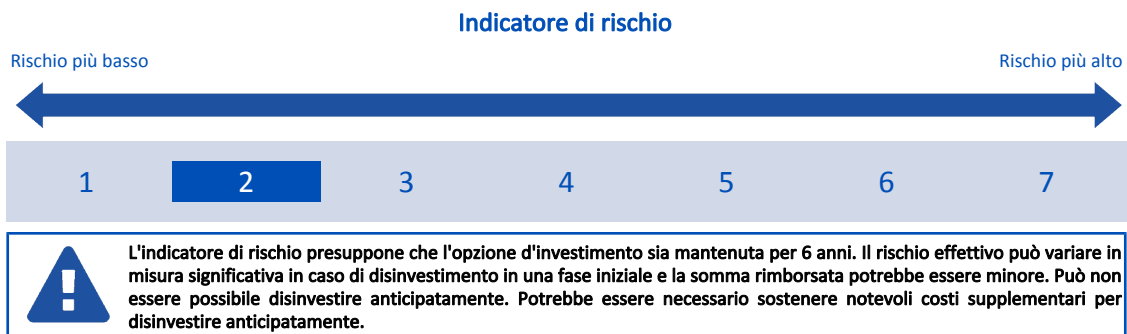 Indicatore di rischio
Rischio più basso Rischio più alto
1 2 3 4 5 6 7
L'indicatore di rischio presuppone che l'opzione d'investimento sia mantenuta per 6 anni. Il rischio effettivo può variare in
misura significativa in caso di disinvestimento in una fase iniziale e la somma rimborsata potrebbe essere minore. Può non
essere possibile disinvestire anticipatamente. Potrebbe essere necessario sostenere notevoli costi supplementari per
disinvestire anticipatamente.